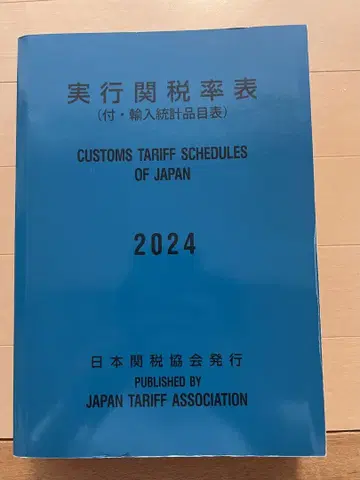 実行関税率表
(付・輸入統計品目表)
CUSTOMS TARIFF SCHEDULES
OF JAPAN
2024
日本関税協会発行
PUBLISHED BY
JAPAN TARIFF ASSOCIATION